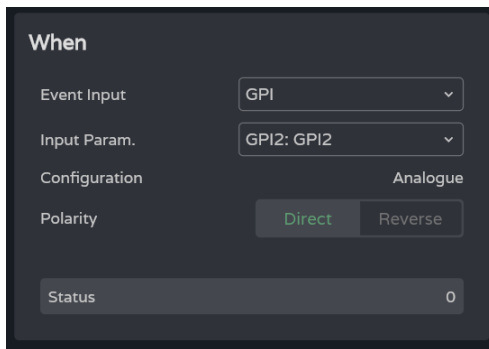 When
Event Input GPI
Input Param. GPI2: GPI2
Configuration Analogue
Polarity Direct Reverse
Status 0